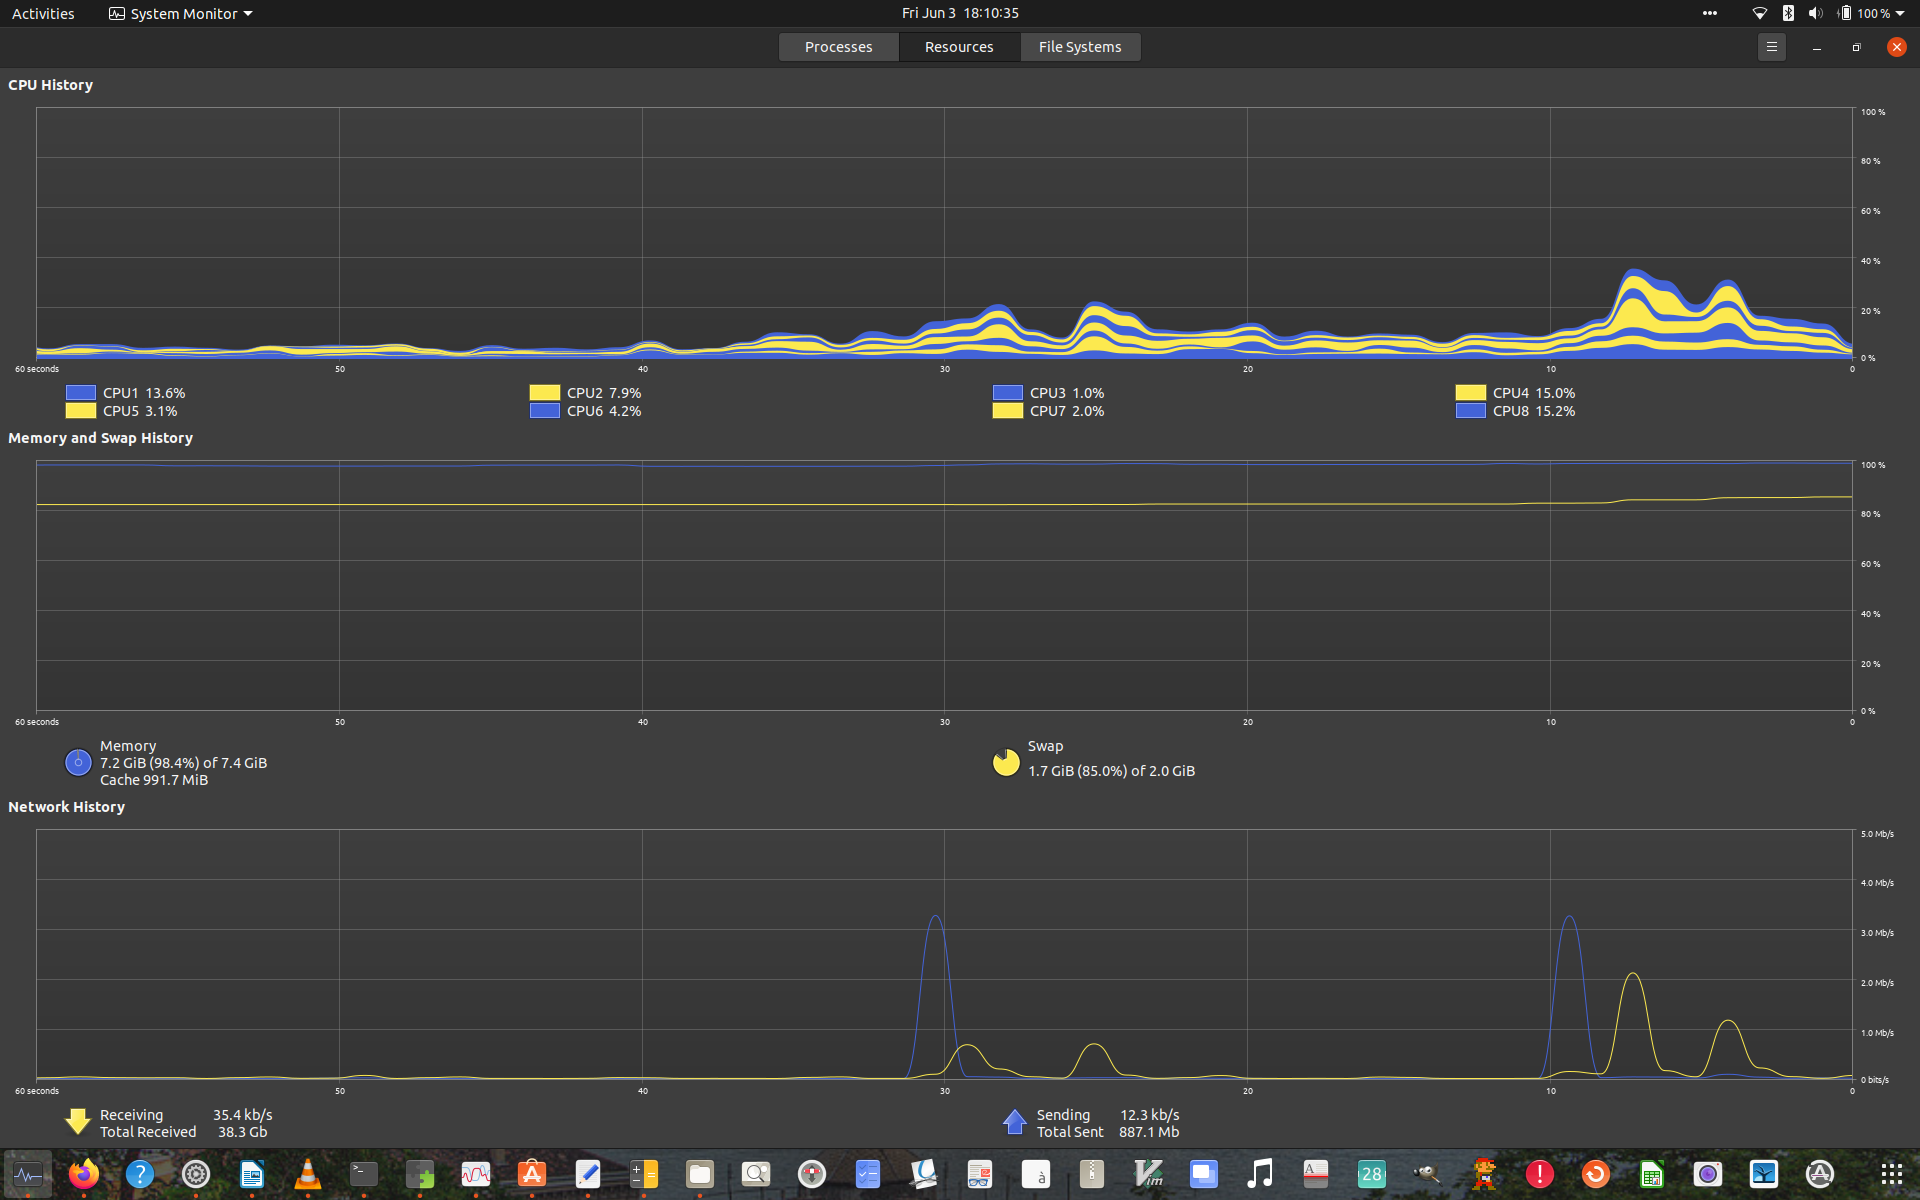 Activities System Monitor Fri Jun 3 18:10:35 100 %
Processes Resources File Systems
CPU History
100 %
80 %
60 %
40 %
20 %
0 %
60 seconds 50 40 30 20 10 0
CPU1 13.6% CPU2 7.9% CPU3 1.0% CPU4 15.0%
CPU5 3.1% CPU6 4.2% CPU7 2.0% CPU8 15.2%
Memory and Swap History
100 %
80 %
60 %
40 %
20 %
0 %
60 seconds 50 40 30 20 10 0
Memory
7.2 GiB (98.4%) of 7.4 GiB
Cache 991.7 MiB
Swap
1.7 GiB (85.0%) of 2.0 GiB
Network History
5.0 Mb/s
4.0 Mb/s
3.0 Mb/s
2.0 Mb/s
1.0 Mb/s
0 bits/s
60 seconds 50 40 30 20 10 0
Receiving 35.4 kb/s
Total Received 38.3 Gb
Sending 12.3 kb/s
Total Sent 887.1 Mb
? >_ A à Vim A 28 !